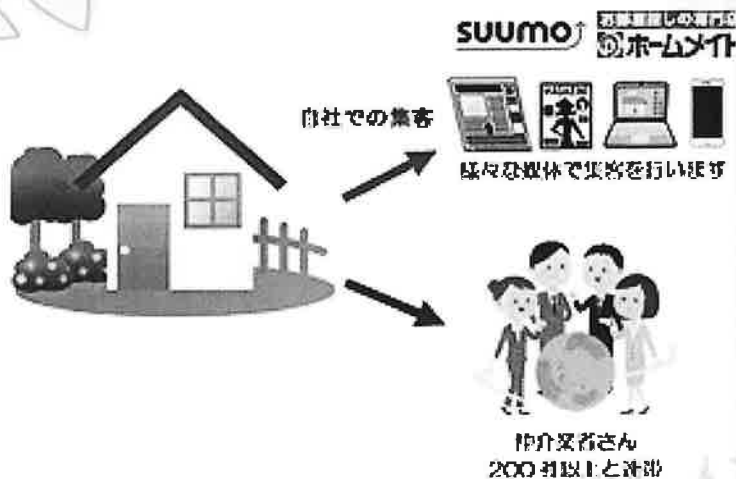 SUUMO
お部屋探しの専門店
ホームメイト
自社での集客
様々な媒体で集客を行います
仲介業者さん
200社以上と連携